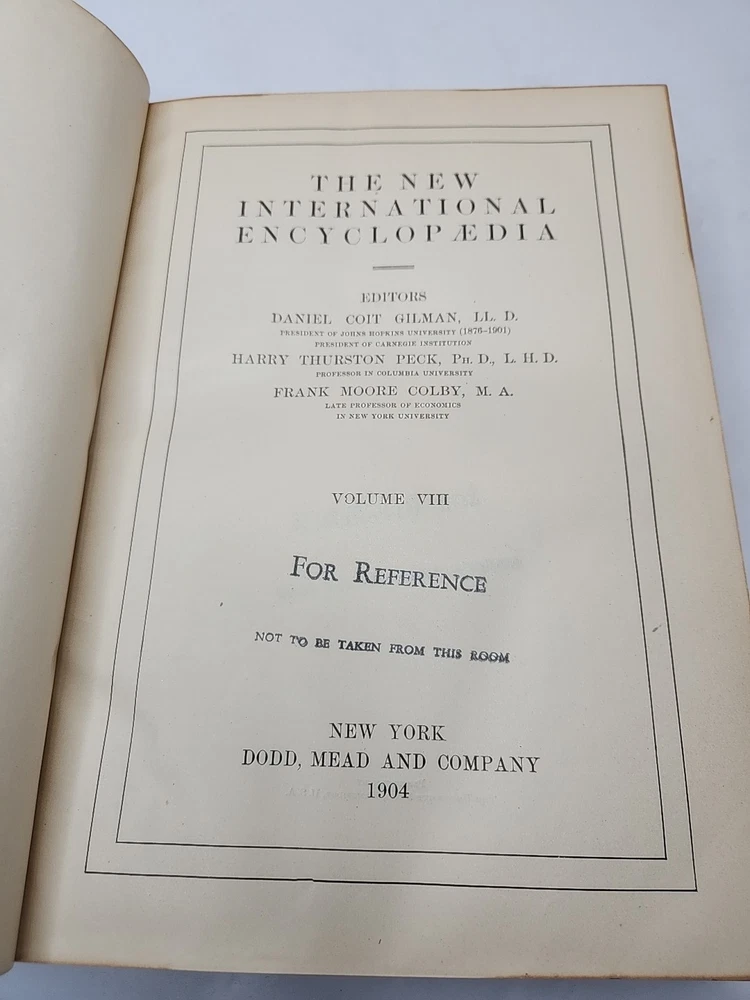 THE NEW
INTERNATIONAL
ENCYCLOPÆDIA
EDITORS
DANIEL COIT GILMAN, LL. D.
PRESIDENT OF JOHNS HOPKINS UNIVERSITY (1876–1901)
PRESIDENT OF CARNEGIE INSTITUTION
HARRY THURSTON PECK, PH. D., L. H. D.
PROFESSOR IN COLUMBIA UNIVERSITY
FRANK MOORE COLBY, M. A.
LATE PROFESSOR OF ECONOMICS
IN NEW YORK UNIVERSITY
VOLUME VIII
FOR REFERENCE
NOT TO BE TAKEN FROM THIS ROOM
NEW YORK
DODD, MEAD AND COMPANY
1904